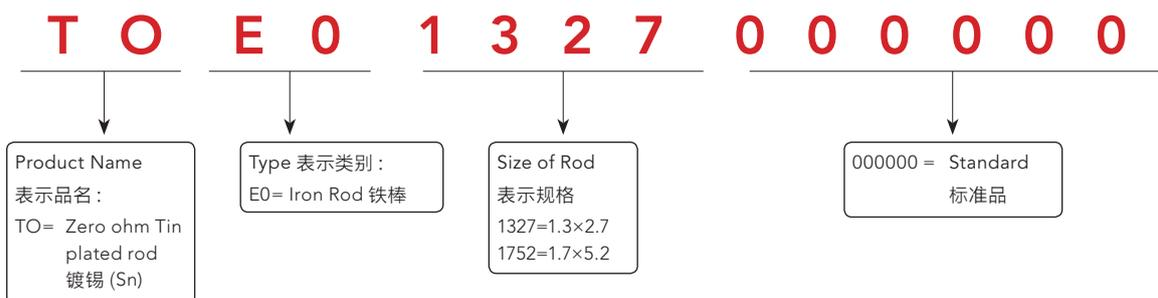 T O E 0 1 3 2 7 0 0 0 0 0 0
Product Name
表示品名 :
TO= Zero ohm Tin
plated rod
镀锡 (Sn)
Type 表示类别 :
E0= Iron Rod 铁棒
Size of Rod
表示规格
1327=1.3×2.7
1752=1.7×5.2
000000 = Standard
标准品